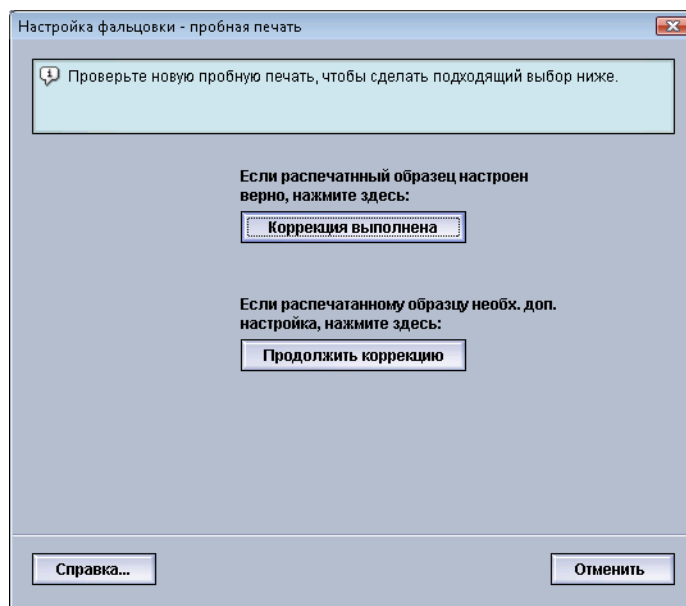 Настройка фальцовки - пробная печать
Проверьте новую пробную печать, чтобы сделать подходящий выбор ниже.
Если распечатнный образец настроен
верно, нажмите здесь:
Коррекция выполнена
Если распечатанному образцу необх. доп.
настройка, нажмите здесь:
Продолжить коррекцию
Справка...
Отменить